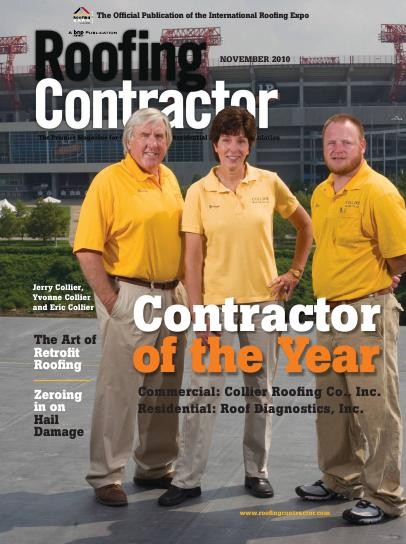 The Official Publication of the International Roofing Expo
A bnp PUBLICATION
Roofing
NOVEMBER 2010
Contractor
The Premier Magazine for
Jerry Collier,
Yvonne Collier
and Eric Collier
Contractor
of the Year
The Art of
Retrofit
Roofing
Commercial: Collier Roofing Co., Inc.
Residential: Roof Diagnostics, Inc.
Zeroing
in on
Hail
Damage
www.roofingcontractor.com